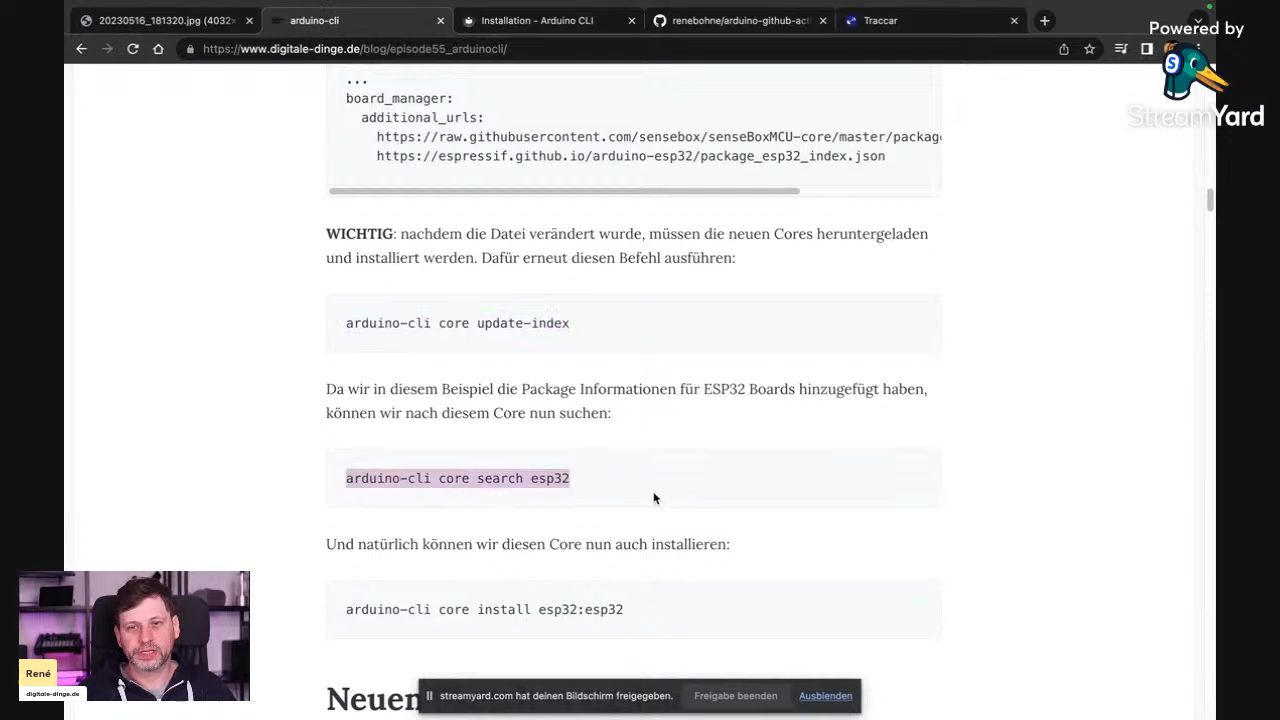 20230516_181320.jpg (4032×
arduino-cli
Installation - Arduino CLI
renebohne/arduino-github-acti
Traccar
https://www.digitale-dinge.de/blog/episode55_arduinocli/
Powered by
StreamYard
...
board_manager:
additional_urls:
https://raw.githubusercontent.com/sensebox/senseBoxMCU-core/master/package
https://espressif.github.io/arduino-esp32/package_esp32_index.json
WICHTIG: nachdem die Datei verändert wurde, müssen die neuen Cores heruntergeladen
und installiert werden. Dafür erneut diesen Befehl ausführen:
arduino-cli core update-index
Da wir in diesem Beispiel die Package Informationen für ESP32 Boards hinzugefügt haben,
können wir nach diesem Core nun suchen:
arduino-cli core search esp32
Und natürlich können wir diesen Core nun auch installieren:
arduino-cli core install esp32:esp32
Neuen
René
digitale-dinge.de
streamyard.com hat deinen Bildschirm freigegeben.
Freigabe beenden
Ausblenden